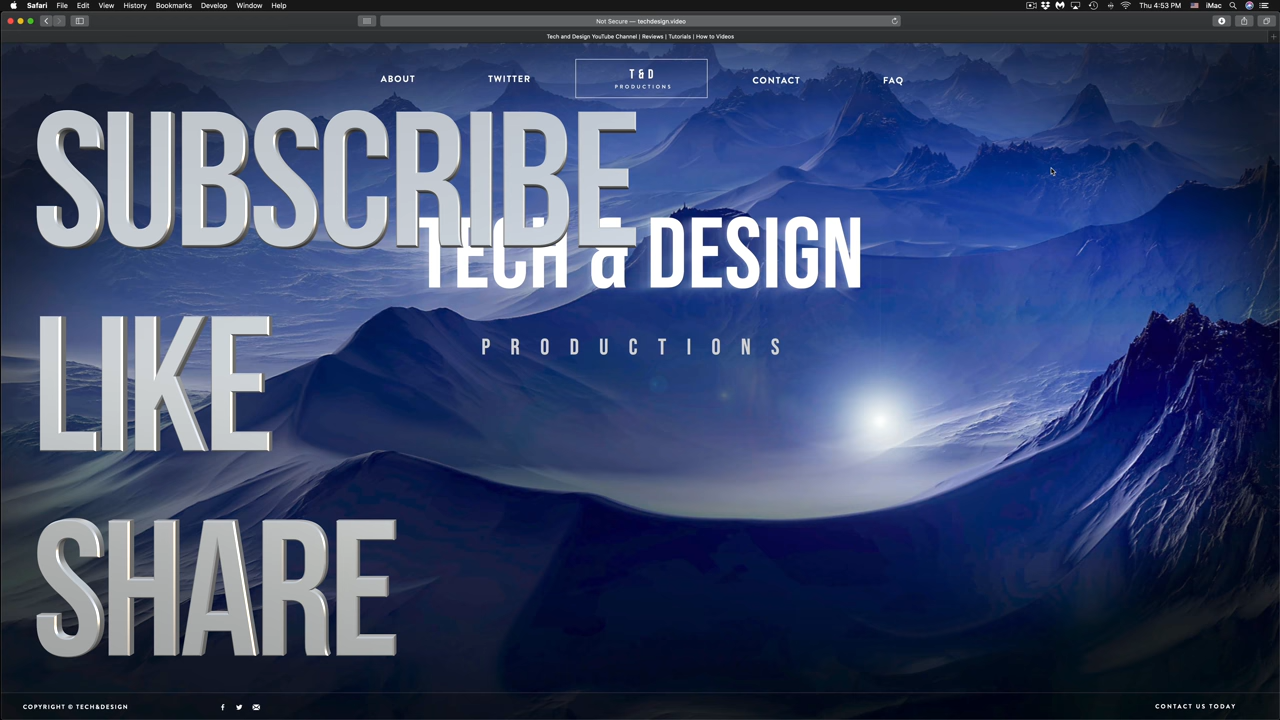 Safari File Edit View History Bookmarks Develop Window Help
Thu 4:53 PM iMac
Not Secure — techdesign.video
Tech and Design YouTube Channel | Reviews | Tutorials | How to Videos
ABOUT TWITTER T&D CONTACT FAQ
PRODUCTIONS
SUBSCRIBE
TECH & DESIGN
PRODUCTIONS
LIKE
SHARE
COPYRIGHT © TECH&DESIGN
CONTACT US TODAY